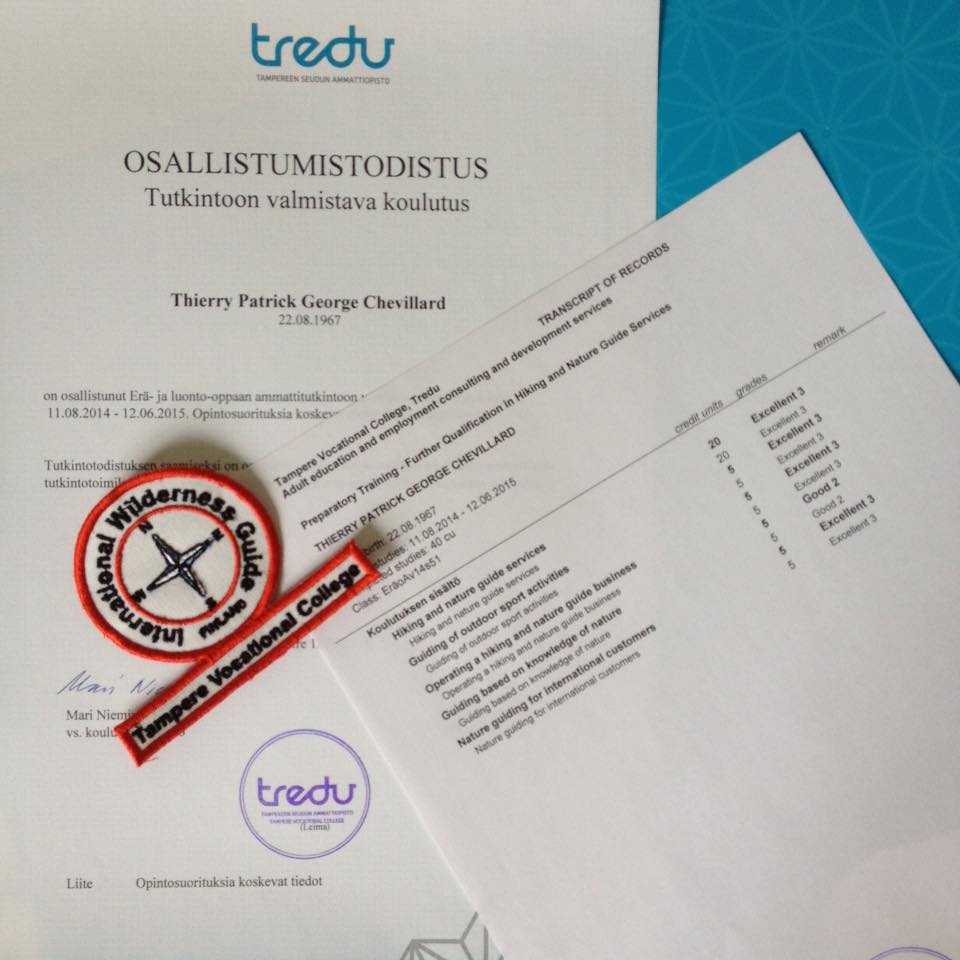 tredu
TAMPEREEN SEUDUN AMMATTIOPISTO
OSALLISTUMISTODISTUS
Tutkintoon valmistava koulutus
Thierry Patrick George Chevillard
22.08.1967
on osallistunut Erä- ja luonto-oppaan ammattitutkintoon
11.08.2014 - 12.06.2015. Opintosuorituksia
Tutkintotodistuksen saamiseksi on
Mari
vs.
tredu
TAMPEREEN SEUDUN AMMATTIOPISTO
TAMPERE VOCATIONAL COLLEGE
(Leima)
Liite Opintosuorituksia koskevat tiedot
International Wilderness Guide
FINLAND
N
E
S
Tampere Vocational College
TRANSCRIPT OF RECORDS
Tampere Vocational College, Tredu
Adult education and employment consulting and development services
Preparatory Training - Further Qualification in Hiking and Nature Guide Services
THIERRY PATRICK GEORGE CHEVILLARD
birth: 22.08.1967
studies: 11.08.2014 - 12.06.2015
studies: 40 cu
Class: EräoAv14s51
Koulutuksen sisältö credit units grades remark
Hiking and nature guide services 20 Excellent 3
Hiking and nature guide services 20 Excellent 3
Guiding of outdoor sport activities 5 Excellent 3
Guiding of outdoor sport activities 5 Excellent 3
Operating a hiking and nature guide business 5 Excellent 3
Operating a hiking and nature guide business 5 Excellent 3
Guiding based on knowledge of nature 5 Good 2
Guiding based on knowledge of nature 5 Good 2
Nature guiding for international customers 5 Excellent 3
Nature guiding for international customers 5 Excellent 3